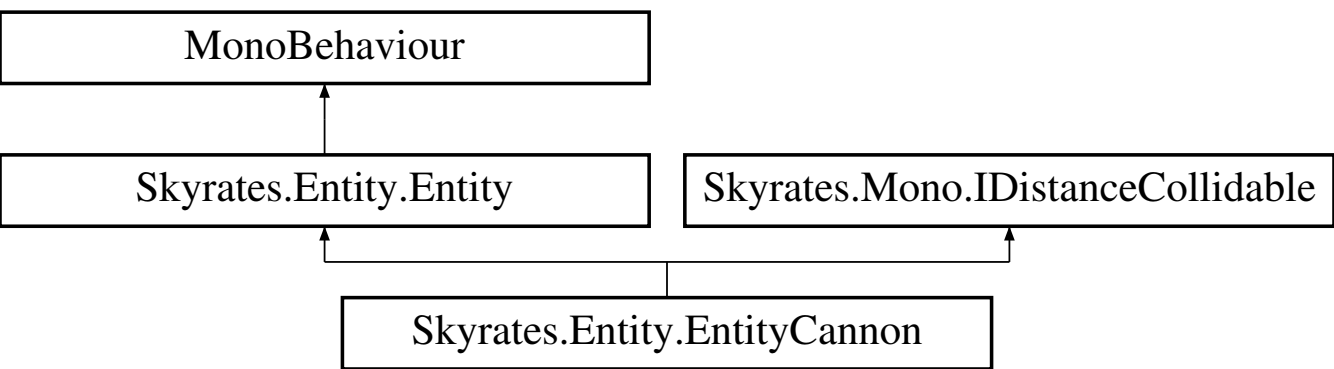 MonoBehaviour
Skyrates.Entity.Entity
Skyrates.Mono.IDistanceCollidable
Skyrates.Entity.EntityCannon